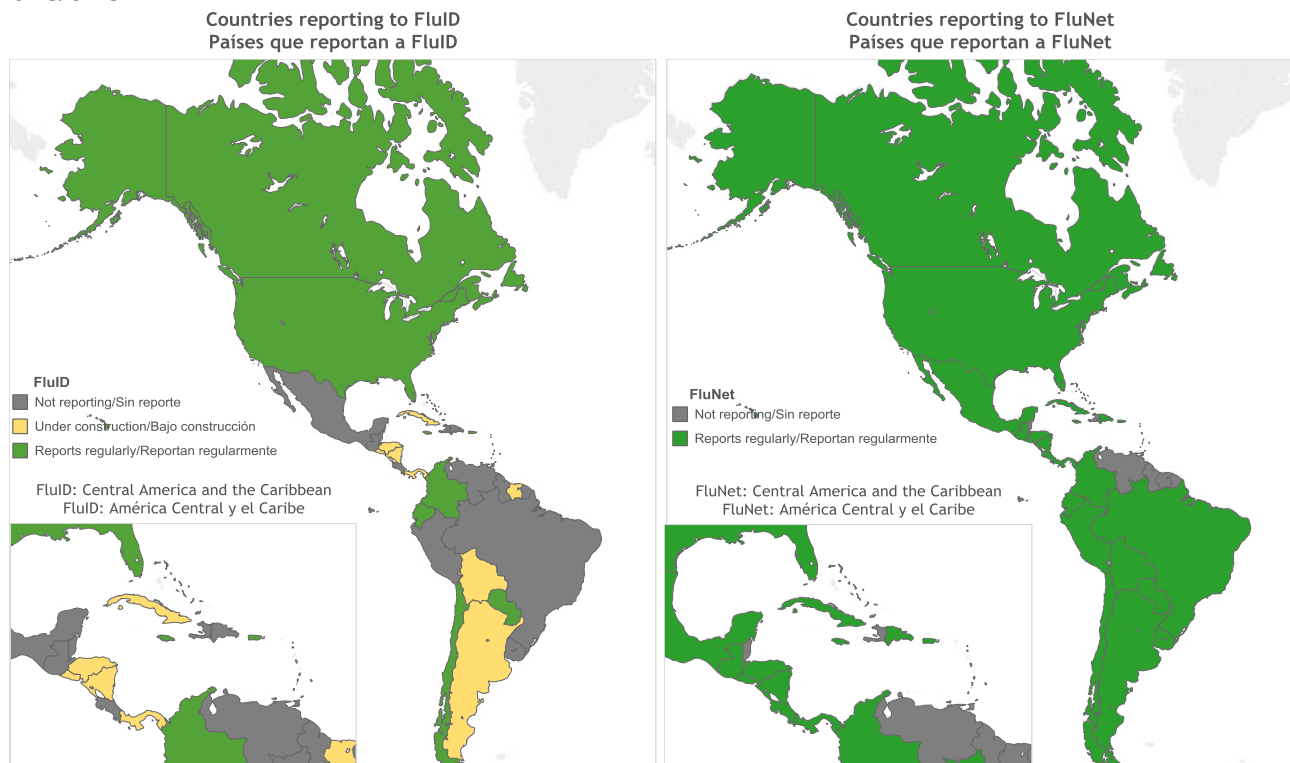 Countries reporting to FluID
Países que reportan a FluID
FluID
Not reporting/Sin reporte
Under construction/Bajo construcción
Reports regularly/Reportan regularmente
FluID: Central America and the Caribbean
FluID: América Central y el Caribe
Countries reporting to FluNet
Países que reportan a FluNet
FluNet
Not reporting/Sin reporte
Reports regularly/Reportan regularmente
FluNet: Central America and the Caribbean
FluNet: América Central y el Caribe